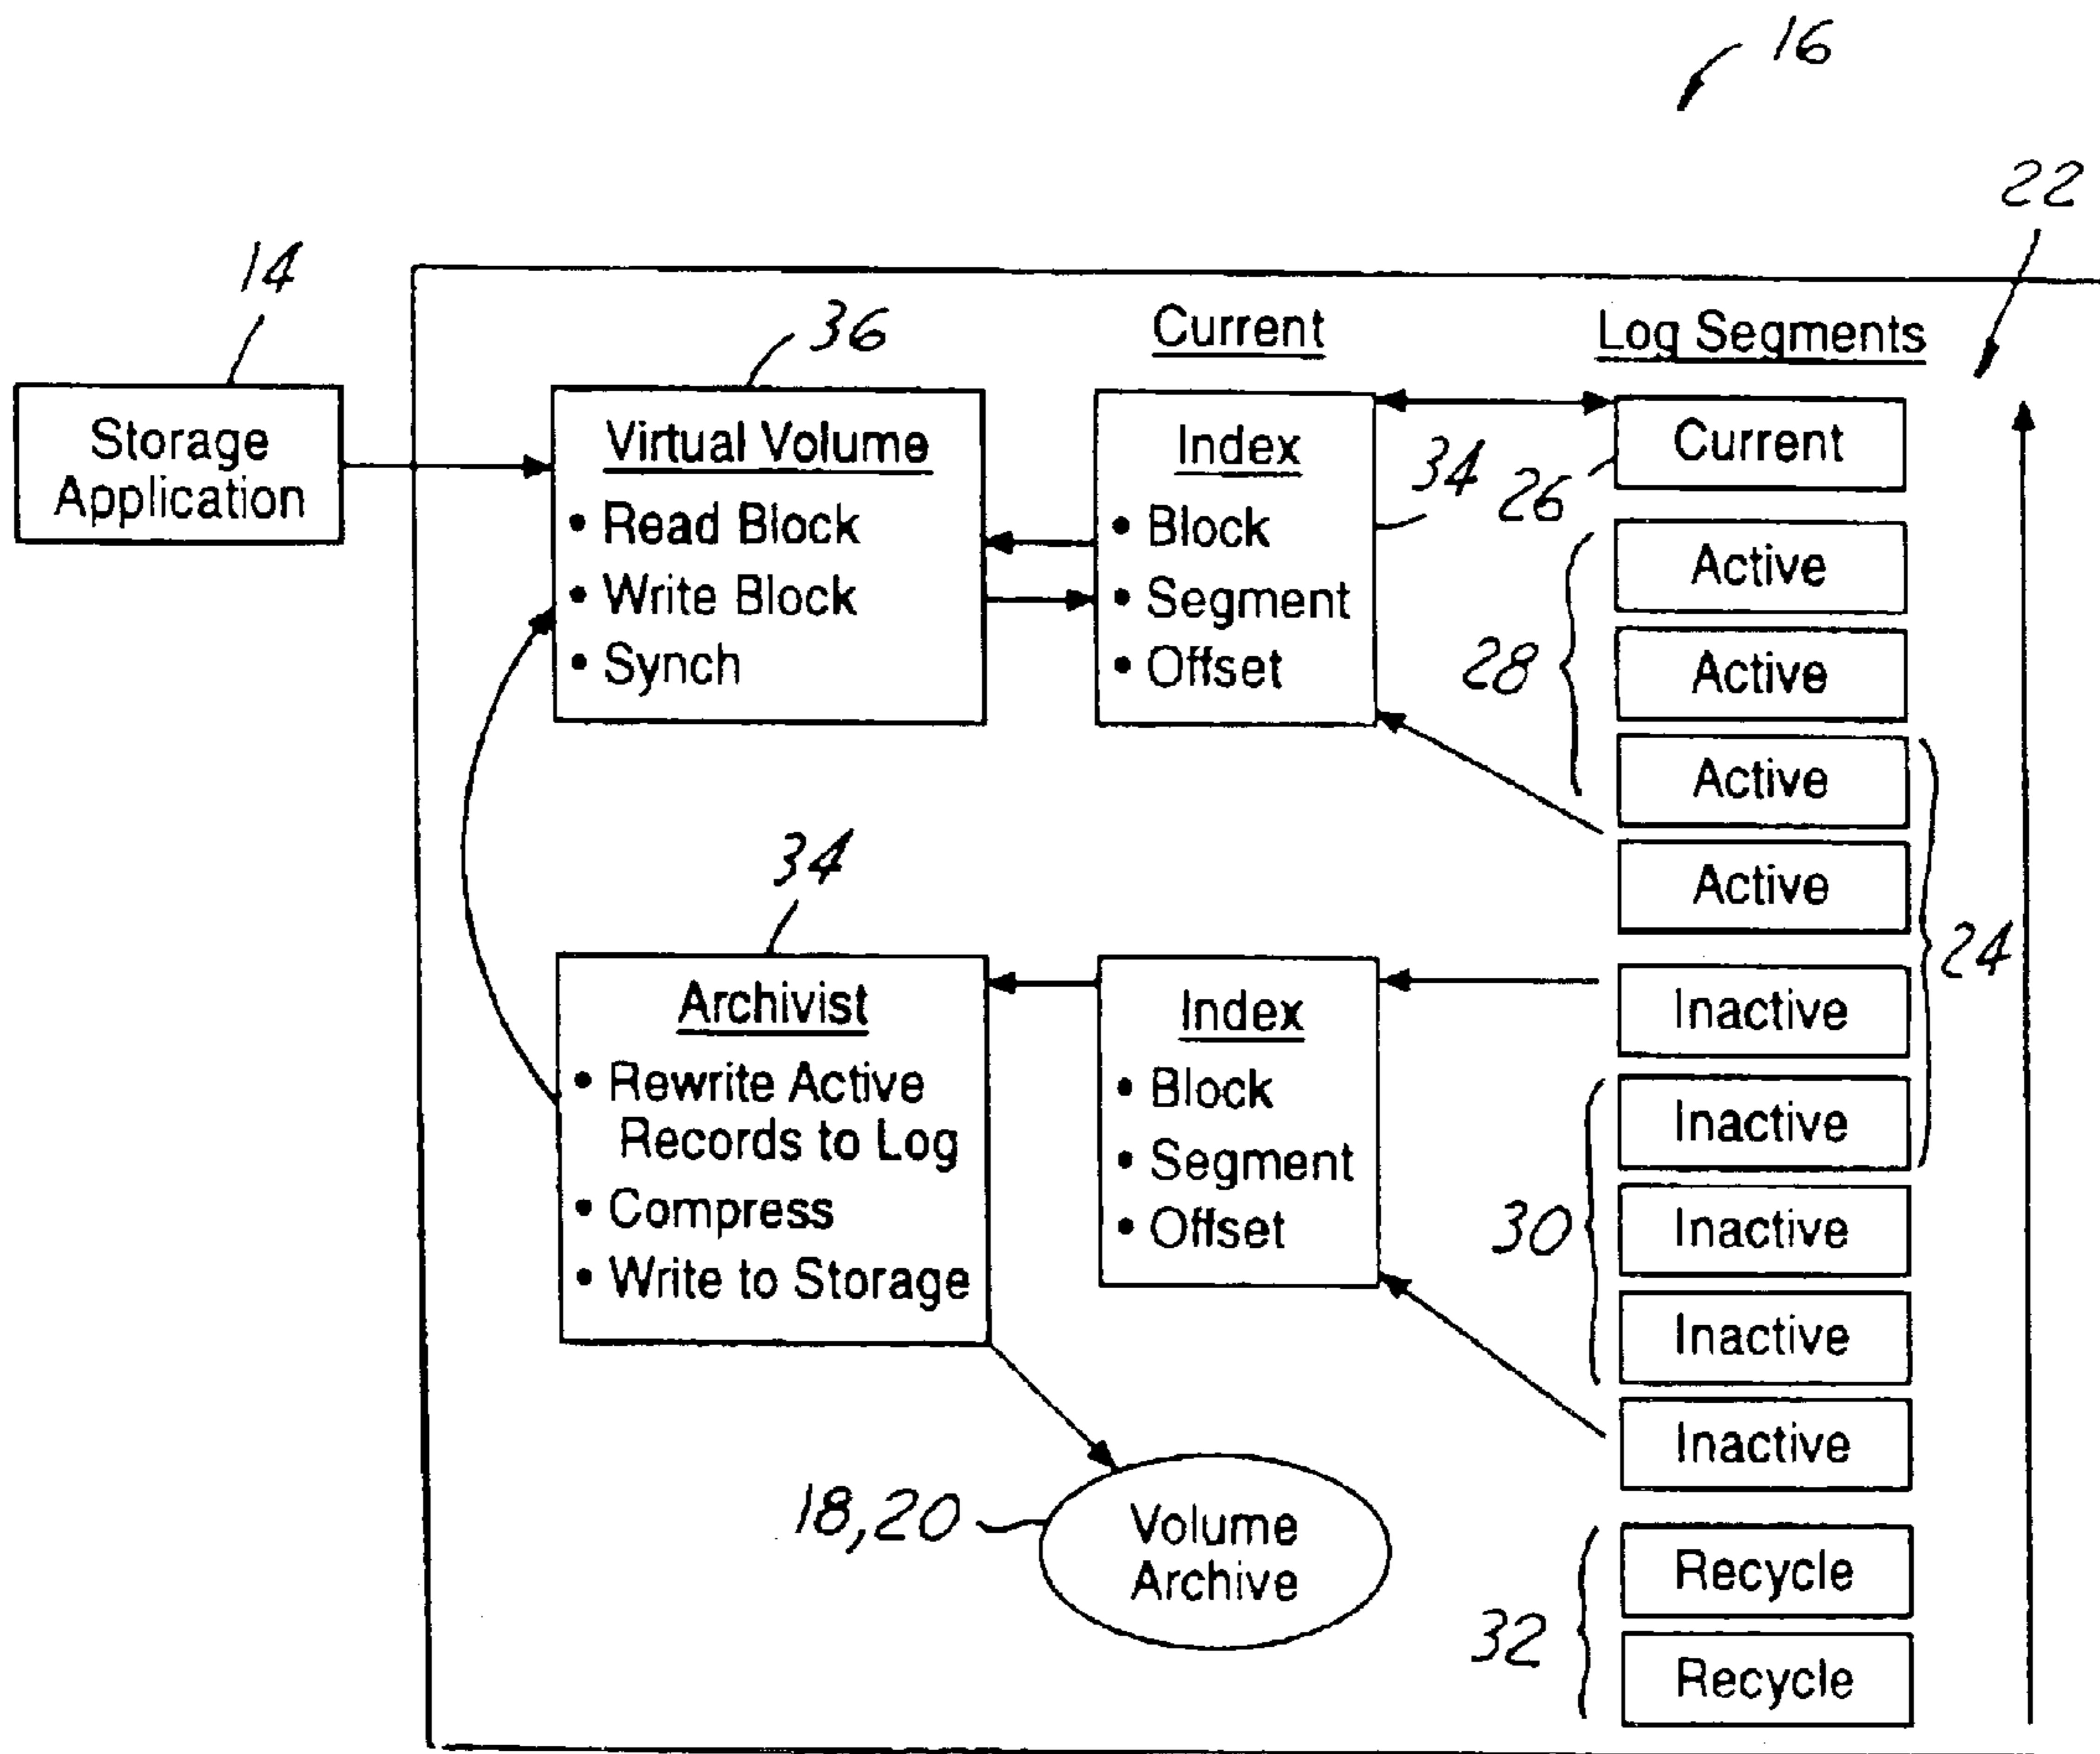 16
22
14
36
Current
Log Segments
Storage
Application
Virtual Volume
• Read Block
• Write Block
• Synch
Index
• Block
• Segment
• Offset
34
26
Current
28
Active
Active
Active
Active
24
34
Archivist
• Rewrite Active
Records to Log
• Compress
• Write to Storage
Index
• Block
• Segment
• Offset
Inactive
Inactive
Inactive
Inactive
Inactive
30
18,20
Volume
Archive
32
Recycle
Recycle